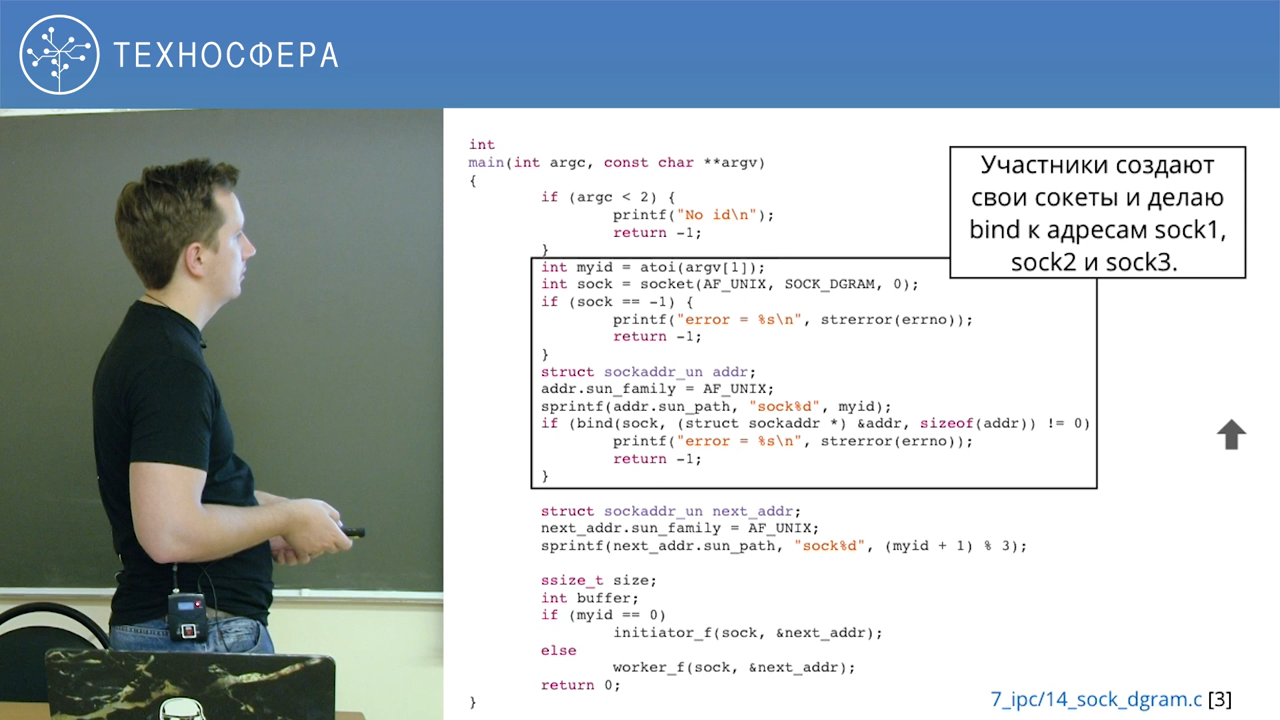 ТЕХНОСФЕРА
int
main(int argc, const char **argv)
{
if (argc < 2) {
printf("No id\n");
return -1;
}
int myid = atoi(argv[1]);
int sock = socket(AF_UNIX, SOCK_DGRAM, 0);
if (sock == -1) {
printf("error = %s\n", strerror(errno));
return -1;
}
struct sockaddr_un addr;
addr.sun_family = AF_UNIX;
sprintf(addr.sun_path, "sock%d", myid);
if (bind(sock, (struct sockaddr *) &addr, sizeof(addr)) != 0)
printf("error = %s\n", strerror(errno));
return -1;
}
struct sockaddr_un next_addr;
next_addr.sun_family = AF_UNIX;
sprintf(next_addr.sun_path, "sock%d", (myid + 1) % 3);
ssize_t size;
int buffer;
if (myid == 0)
initiator_f(sock, &next_addr);
else
worker_f(sock, &next_addr);
return 0;
}
Участники создают
свои сокеты и делаю
bind к адресам sock1,
sock2 и sock3.
7_ipc/14_sock_dgram.c [3]